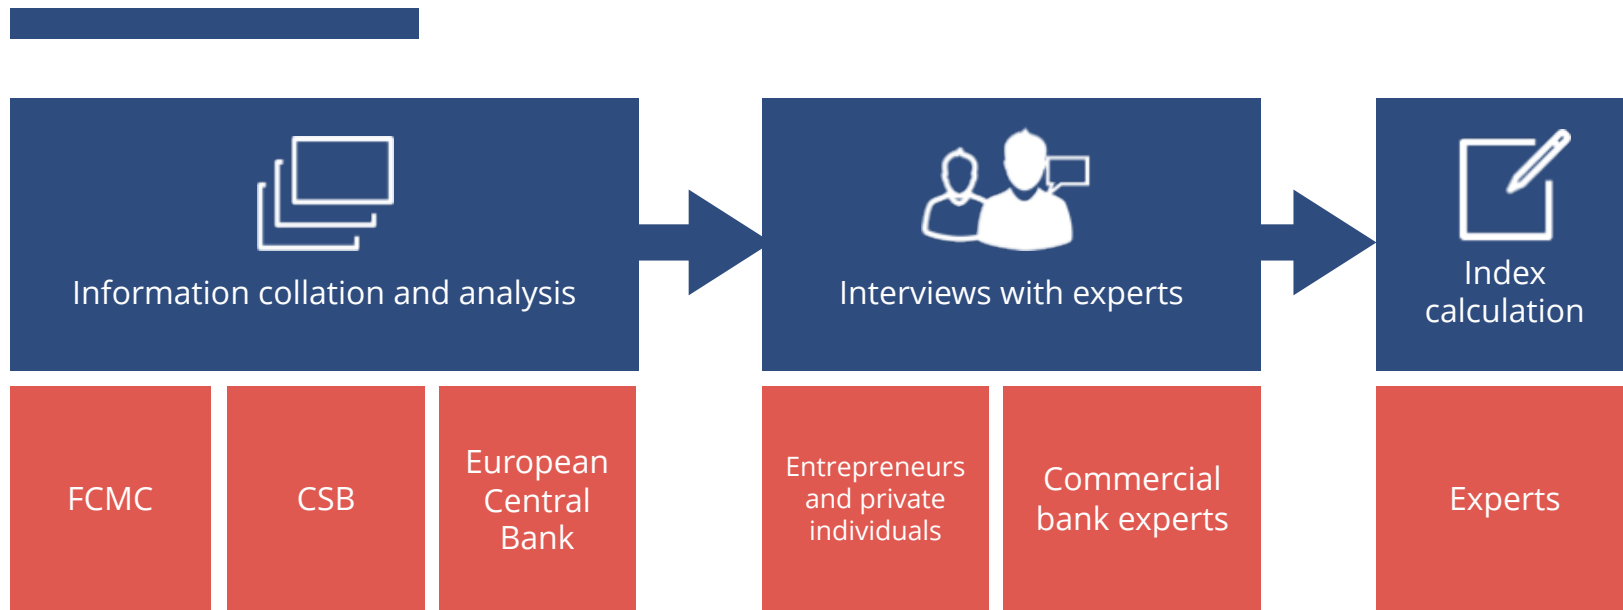 Information collation and analysis
Interviews with experts
Index
calculation
FCMC
CSB
European
Central
Bank
Entrepreneurs
and private
individuals
Commercial
bank experts
Experts